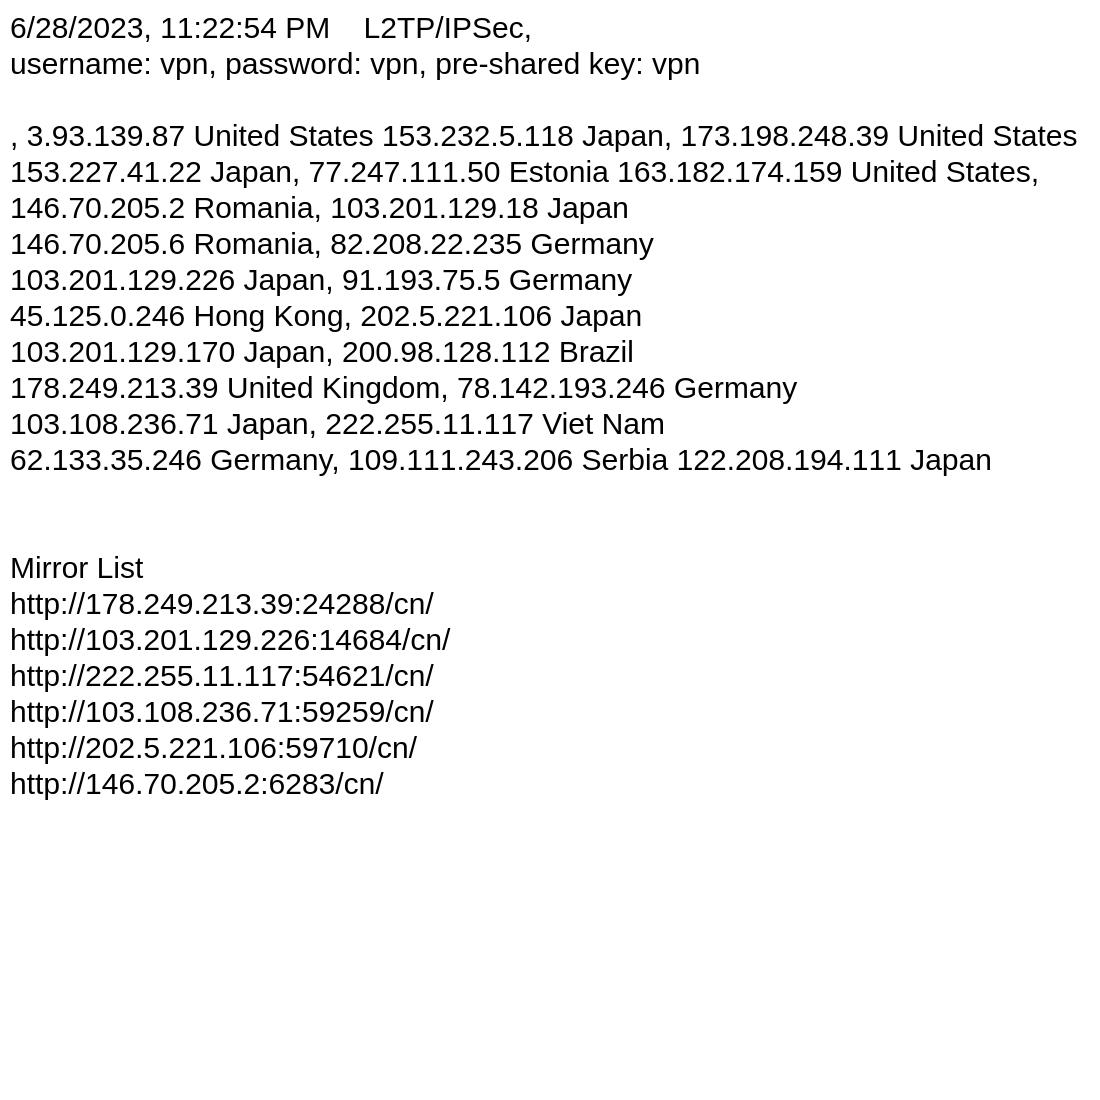 6/28/2023, 11:22:54 PM    L2TP/IPSec,
username: vpn, password: vpn, pre-shared key: vpn
, 3.93.139.87 United States 153.232.5.118 Japan, 173.198.248.39 United States
153.227.41.22 Japan, 77.247.111.50 Estonia 163.182.174.159 United States,
146.70.205.2 Romania, 103.201.129.18 Japan
146.70.205.6 Romania, 82.208.22.235 Germany
103.201.129.226 Japan, 91.193.75.5 Germany
45.125.0.246 Hong Kong, 202.5.221.106 Japan
103.201.129.170 Japan, 200.98.128.112 Brazil
178.249.213.39 United Kingdom, 78.142.193.246 Germany
103.108.236.71 Japan, 222.255.11.117 Viet Nam
62.133.35.246 Germany, 109.111.243.206 Serbia 122.208.194.111 Japan
Mirror List
http://178.249.213.39:24288/cn/
http://103.201.129.226:14684/cn/
http://222.255.11.117:54621/cn/
http://103.108.236.71:59259/cn/
http://202.5.221.106:59710/cn/
http://146.70.205.2:6283/cn/